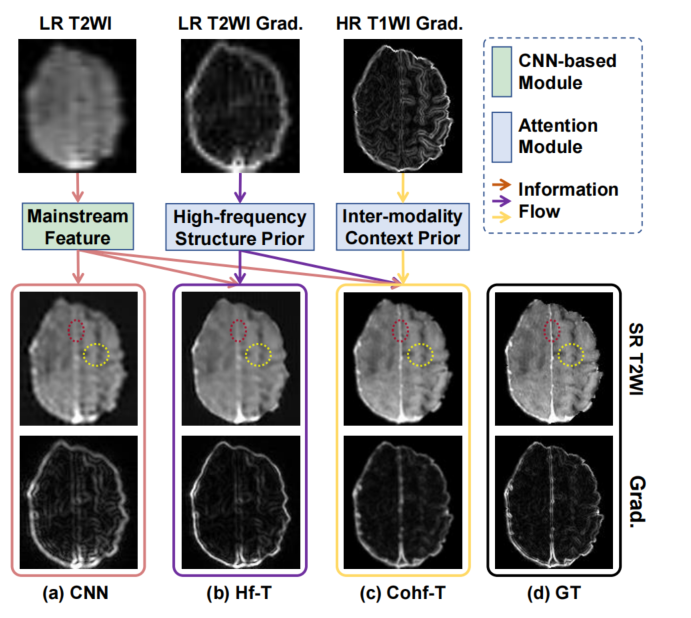 LR T2WI
LR T2WI Grad.
HR T1WI Grad.
CNN-based
Module
Attention
Module
Information
Flow
Mainstream
Feature
High-frequency
Structure Prior
Inter-modality
Context Prior
SR T2WI
Grad.
(a) CNN
(b) Hf-T
(c) Cohf-T
(d) GT